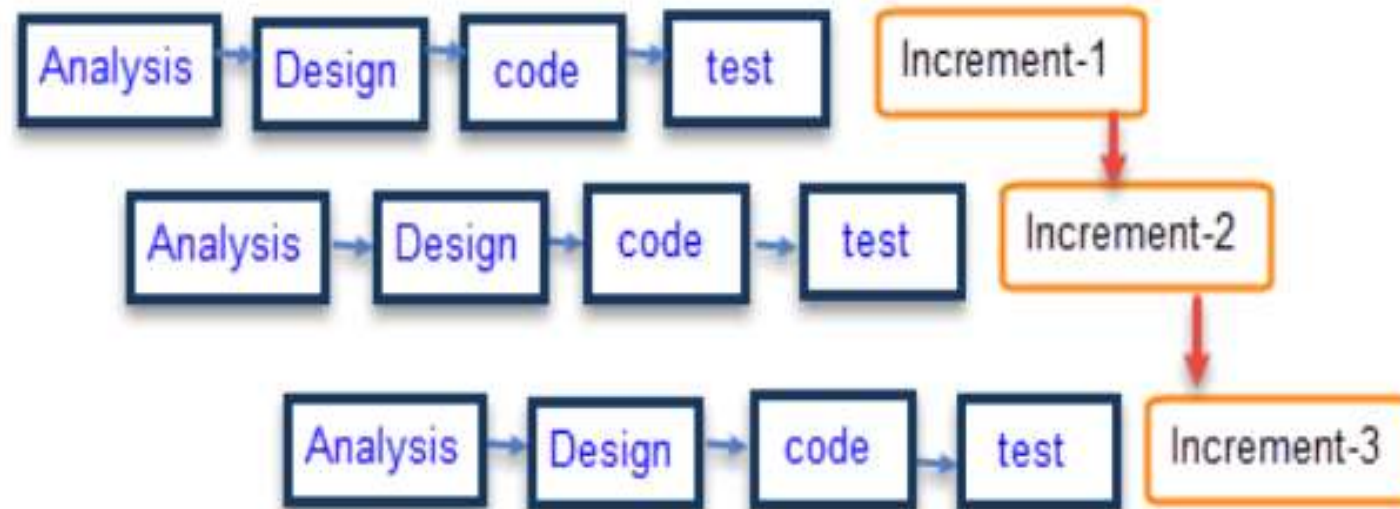 Analysis Design code test Increment-1
Analysis Design code test Increment-2
Analysis Design code test Increment-3